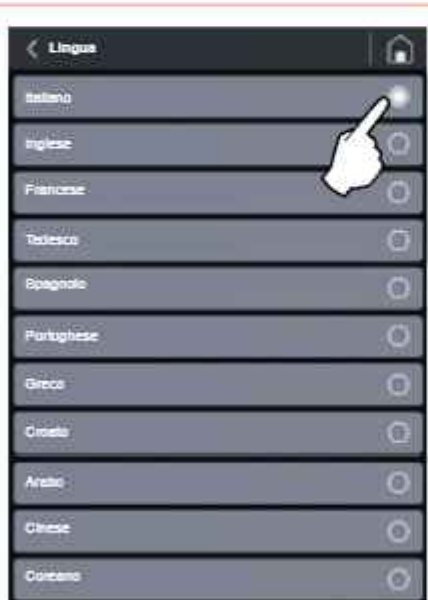 Lingua
Italiano
Inglese
Francese
Tedesco
Spagnolo
Portoghese
Greco
Croato
Arabo
Cinese
Coreano